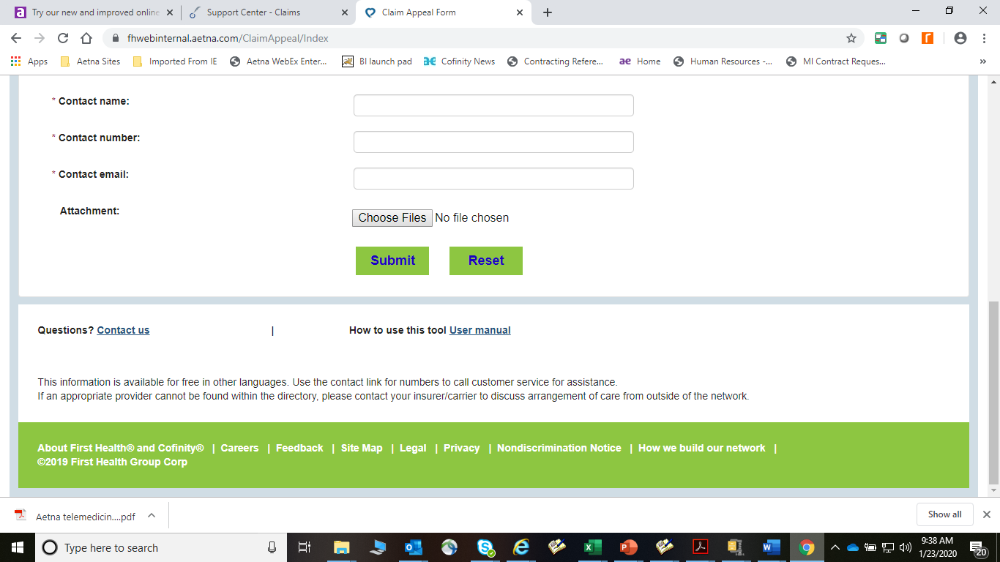 Try our new and improved online
Support Center - Claims
Claim Appeal Form
fhwebinternal.aetna.com/ClaimAppeal/Index
Apps
Aetna Sites
Imported From IE
Aetna WebEx Enter...
BI launch pad
Cofinity News
Contracting Refere...
Home
Human Resources -...
MI Contract Reques...
* Contact name:
* Contact number:
* Contact email:
Attachment:
Choose Files No file chosen
Submit
Reset
Questions? Contact us
|
How to use this tool User manual
This information is available for free in other languages. Use the contact link for numbers to call customer service for assistance.
If an appropriate provider cannot be found within the directory, please contact your insurer/carrier to discuss arrangement of care from outside of the network.
About First Health® and Cofinity® | Careers | Feedback | Site Map | Legal | Privacy | Nondiscrimination Notice | How we build our network |
©2019 First Health Group Corp
Aetna telemedicin....pdf
Show all
Type here to search
9:38 AM
1/23/2020
20